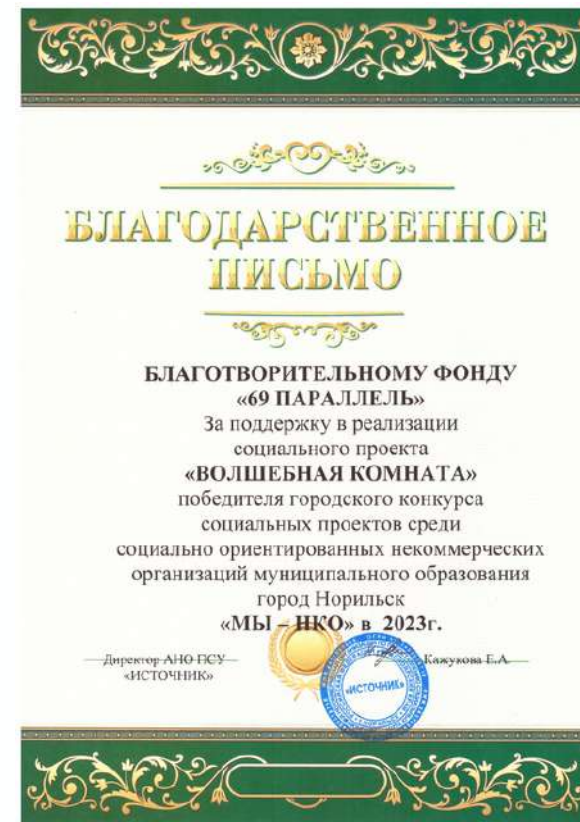 БЛАГОДАРСТВЕННОЕ
ПИСЬМО
БЛАГОТВОРИТЕЛЬНОМУ ФОНДУ
«69 ПАРАЛЛЕЛЬ»
За поддержку в реализации
социального проекта
«ВОЛШЕБНАЯ КОМНАТА»
победителя городского конкурса
социальных проектов среди
социально ориентированных некоммерческих
организаций муниципального образования
город Норильск
«МЫ – НКО» в 2023г.
Директор АНО ПСУ
«ИСТОЧНИК»
Кажукова Е.А.
«ИСТОЧНИК»